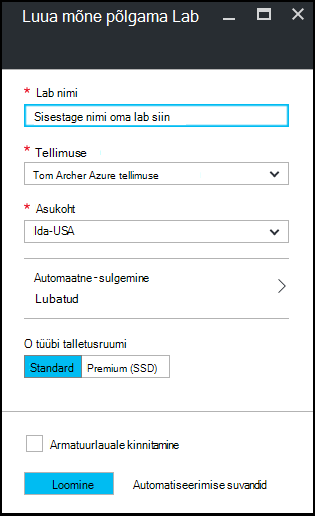 Luua mõne põlgama Lab
* Lab nimi
Sisestage nimi oma lab siin
* Tellimuse
Tom Archer Azure tellimuse
* Asukoht
Ida-USA
Automaatne-sulgemine
Lubatud
O tüübi talletusruumi
Standard Premium (SSD)
Armatuurlauale kinnitamine
Loomine Automatiseerimise suvandid